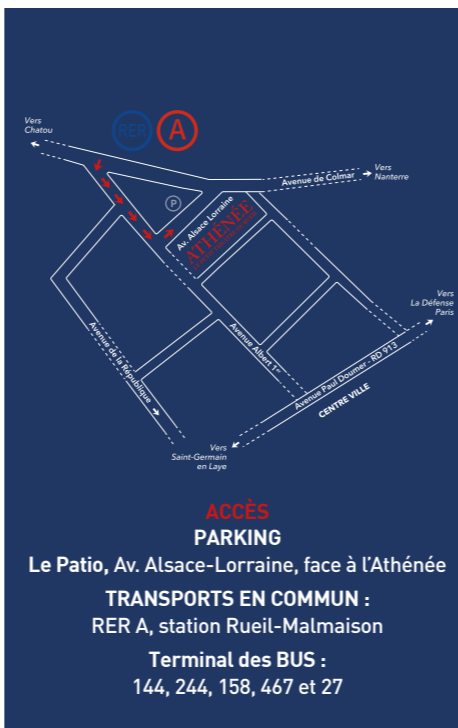 Vers
Chatou
RER
A
P
Av. Alsace Lorraine
ATHÉNÉE
Avenue de Colmar
Vers
Nanterre
Vers
La Défense
Paris
Avenue de la République
Avenue Albert 1er
Avenue Paul Doumer - RD 913
CENTRE VILLE
Vers
Saint-Germain
en Laye
ACCÈS
PARKING
Le Patio, Av. Alsace-Lorraine, face à l'Athénée
TRANSPORTS EN COMMUN :
RER A, station Rueil-Malmaison
Terminal des BUS :
144, 244, 158, 467 et 27